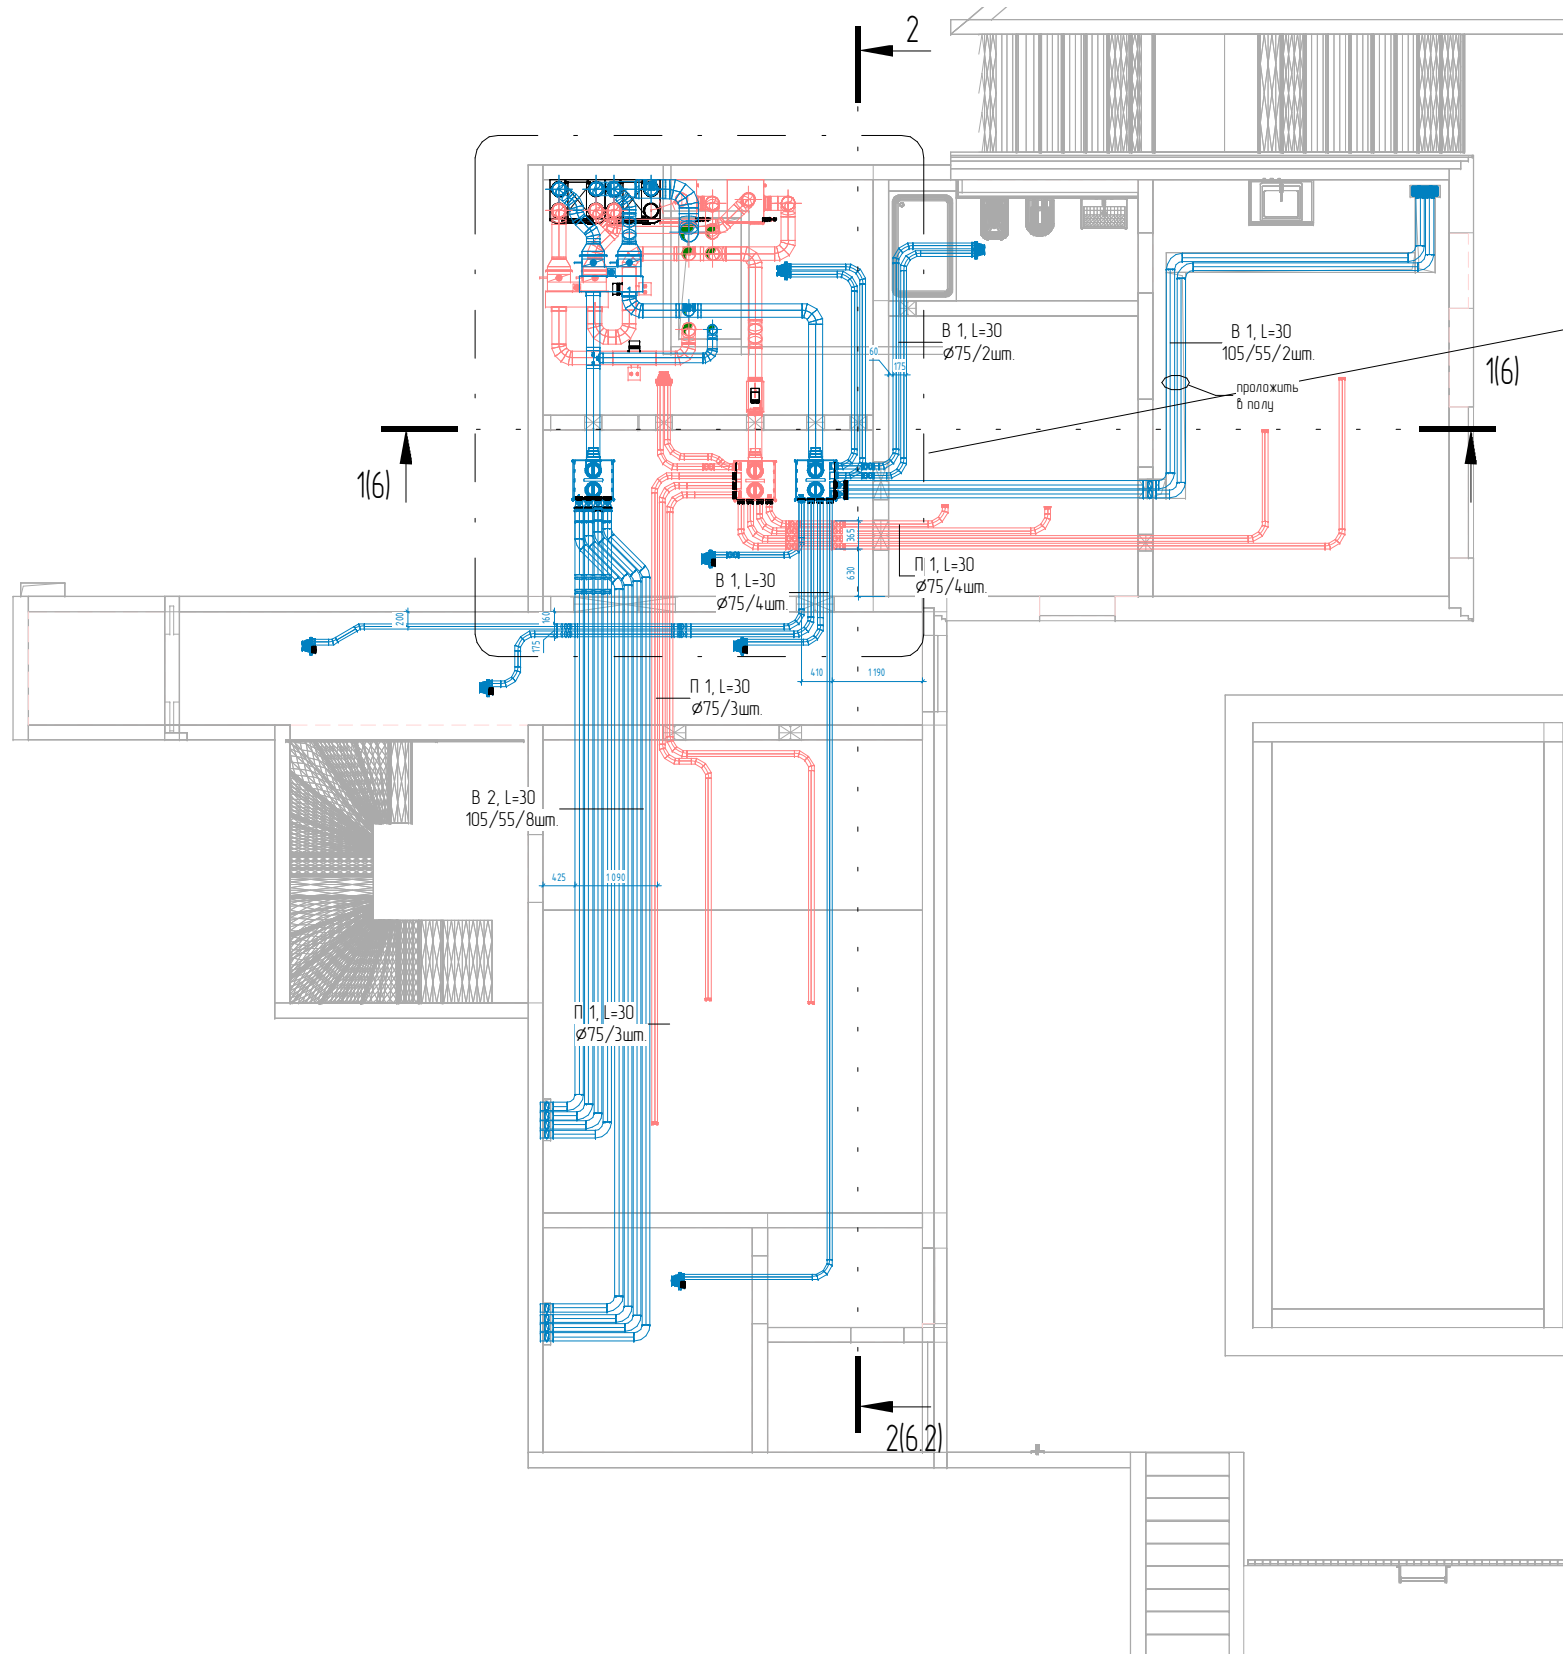 2
В 1, L=30
Ø75/2шт.
В 1, L=30
105/55/2шт.
60
175
проложить
в полу
1(6)
1(6)
365
630
П 1, L=30
Ø75/4шт.
В 1, L=30
Ø75/4шт.
200
160
175
410
1190
П 1, L=30
Ø75/3шт.
В 2, L=30
105/55/8шт.
425
1090
П 1, L=30
Ø75/3шт.
2(6.2)